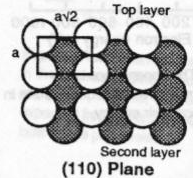 a√2
Top layer
a
Second layer
(110) Plane